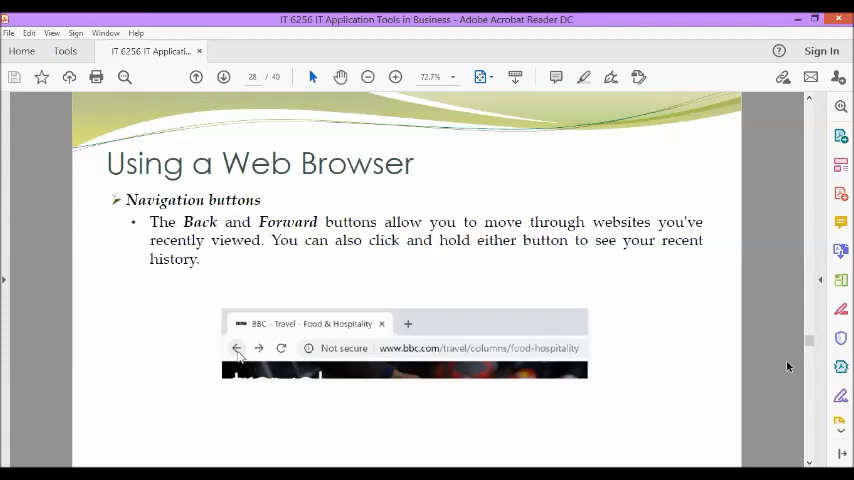 IT 6256 IT Application Tools in Business - Adobe Acrobat Reader DC
File Edit View Sign Window Help
Home Tools IT 6256 IT Applicati... × Sign In
28 / 40 72.7%
Using a Web Browser
Navigation buttons
• The Back and Forward buttons allow you to move through websites you've
recently viewed. You can also click and hold either button to see your recent
history.
BBC - Travel - Food & Hospitality
Not secure | www.bbc.com/travel/columns/food-hospitality